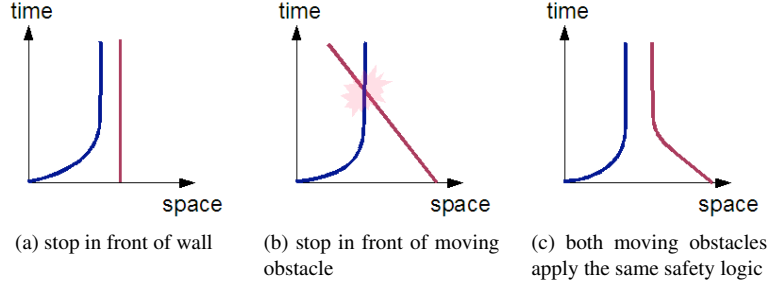 time
time
time
space
space
space
(a) stop in front of wall
(b) stop in front of moving
obstacle
(c) both moving obstacles
apply the same safety logic